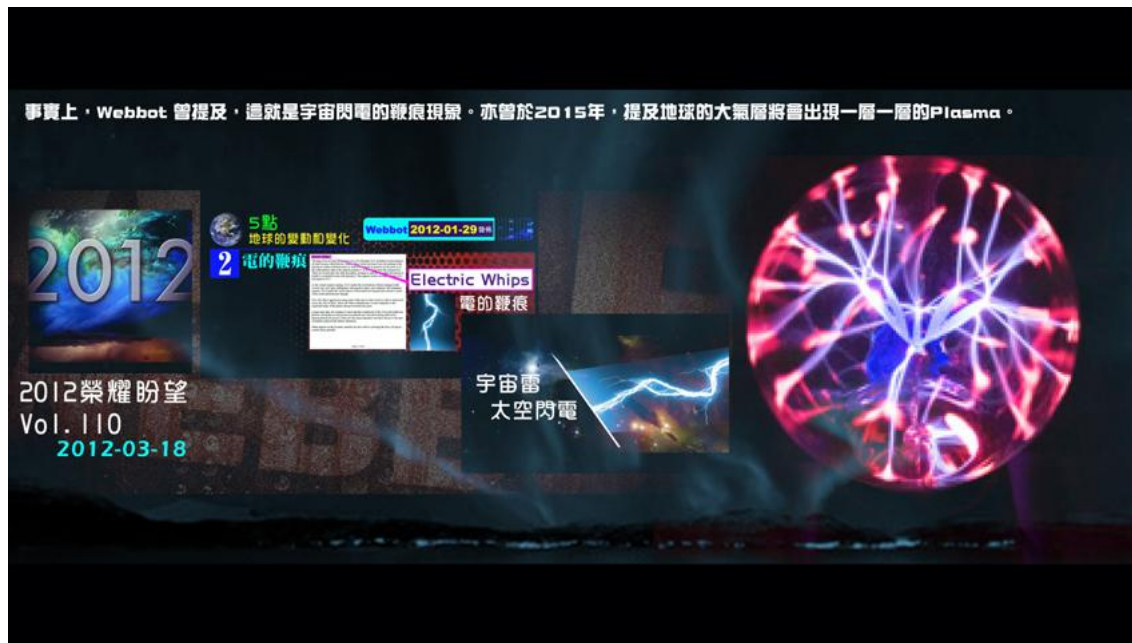 事實上，Webbot 曾提及，這就是宇宙閃電的鞭痕現象。亦曾於2015年，提及地球的大氣層將會出現一層一層的Plasma。
2012
2012榮耀盼望
Vol.110
2012-03-18
5點
地球的變動和變化
Webbot 2012-01-29發佈
2 電的鞭痕
Electric Whips
電的鞭痕
宇宙雷
太空閃電